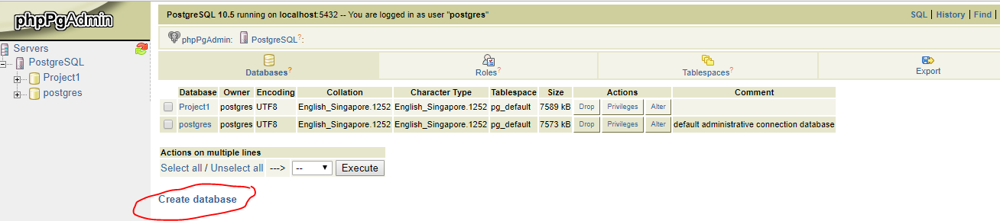 phpPgAdmin
PostgreSQL 10.5 running on localhost:5432 -- You are logged in as user "postgres"
SQL | History | Find |
phpPgAdmin: PostgreSQL?:
Servers
PostgreSQL
Project1
postgres
Databases? Roles? Tablespaces? Export
Database Owner Encoding Collation Character Type Tablespace Size Actions Comment
Project1 postgres UTF8 English_Singapore.1252 English_Singapore.1252 pg_default 7589 kB Drop Privileges Alter
postgres postgres UTF8 English_Singapore.1252 English_Singapore.1252 pg_default 7573 kB Drop Privileges Alter default administrative connection database
Actions on multiple lines
Select all / Unselect all ---> -- Execute
Create database